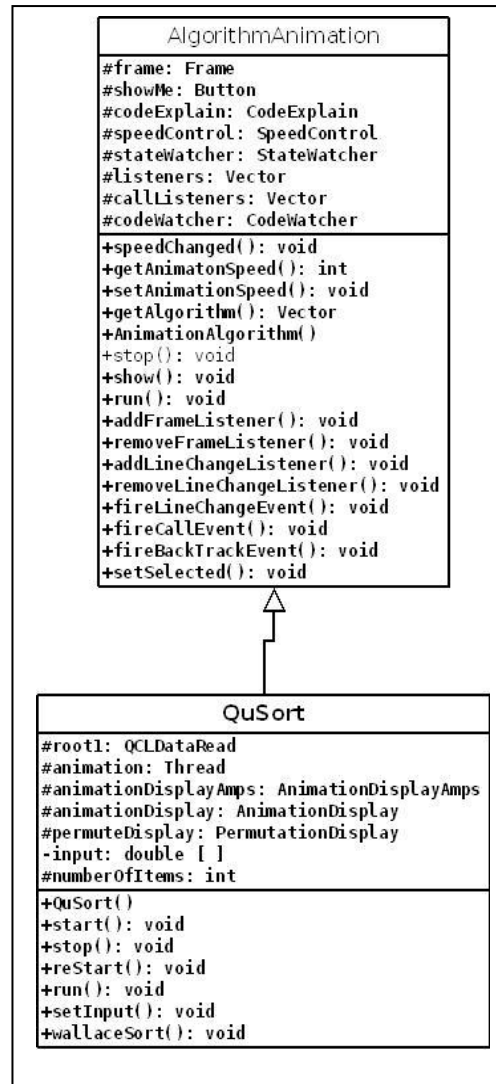 AlgorithmAnimation
#frame: Frame
#showMe: Button
#codeExplain: CodeExplain
#speedControl: SpeedControl
#stateWatcher: StateWatcher
#listeners: Vector
#callListeners: Vector
#codeWatcher: CodeWatcher
+speedChanged(): void
+getAnimatonSpeed(): int
+setAnimationSpeed(): void
+getAlgorithm(): Vector
+AnimationAlgorithm()
+stop(): void
+show(): void
+run(): void
+addFrameListener(): void
+removeFrameListener(): void
+addLineChangeListener(): void
+removeLineChangeListener(): void
+fireLineChangeEvent(): void
+fireCallEvent(): void
+fireBackTrackEvent(): void
+setSelected(): void
QuSort
#root1: QCLDataRead
#animation: Thread
#animationDisplayAmps: AnimationDisplayAmps
#animationDisplay: AnimationDisplay
#permuteDisplay: PermutationDisplay
-input: double [ ]
#numberOfItems: int
+QuSort()
+start(): void
+stop(): void
+reStart(): void
+run(): void
+setInput(): void
+wallaceSort(): void